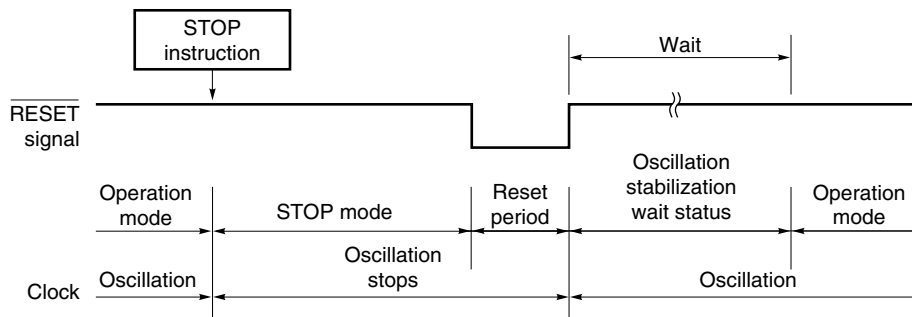 STOP
instruction
Wait
RESET
signal
Operation
mode
STOP mode
Reset
period
Oscillation
stabilization
wait status
Operation
mode
Clock
Oscillation
Oscillation
stops
Oscillation